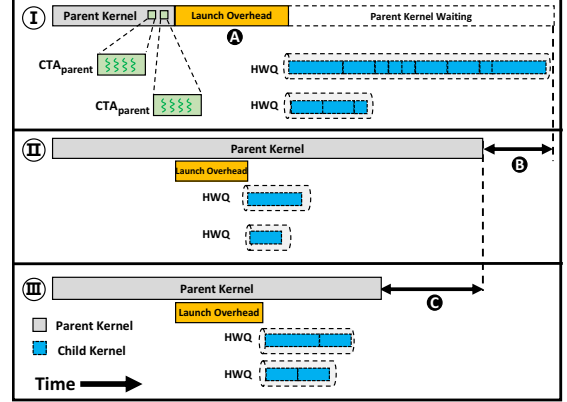 I
Parent Kernel
Launch Overhead
Parent Kernel Waiting
A
CTAparent
HWQ
CTAparent
HWQ
II
Parent Kernel
B
Launch Overhead
HWQ
HWQ
III
Parent Kernel
C
Launch Overhead
Parent Kernel
HWQ
Child Kernel
HWQ
Time